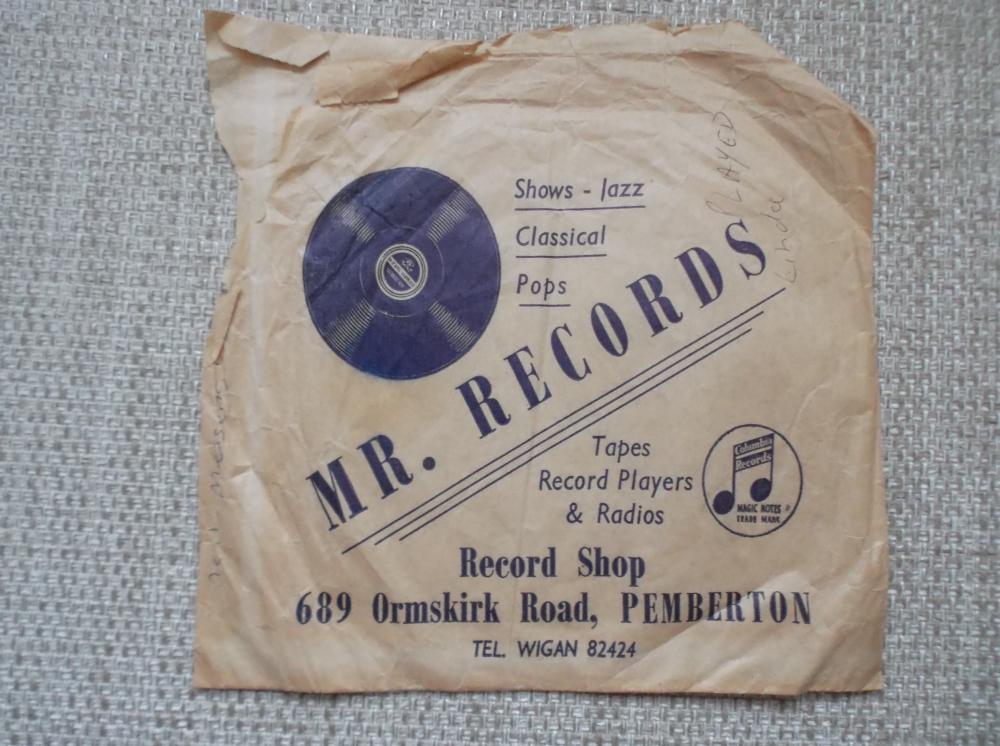 Shows - Jazz
Classical
Pops
MR. RECORDS
Tapes
Record Players
& Radios
Columbia
Records
MAGIC NOTES
TRADE MARK
Record Shop
689 Ormskirk Road, PEMBERTON
TEL. WIGAN 82424
PLAYED
Linda